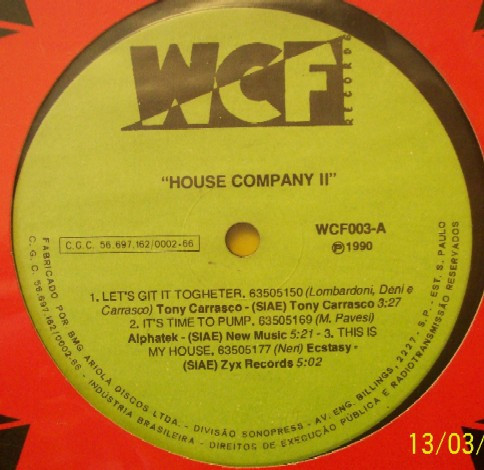 WCF
RECORDS
"HOUSE COMPANY II"
WCF003-A
℗1990
C.G.C. 56.697.162/0002-66
1. LET'S GIT IT TOGHETER. 63505150 (Lombardoni, Deni e
Carrasco) Tony Carrasco - (SIAE) Tony Carrasco 3:27
2. IT'S TIME TO PUMP. 63505169 (M. Pavesi)
Alphatek - (SIAE) New Music 5:21 - 3. THIS IS
MY HOUSE, 63505177 (Neri) Ecstasy -
(SIAE) Zyx Records 5:02
FABRICADO POR BMG ARIOLA DISCOS LTDA. - DIVISÃO SONOPRESS - AV. ENG. BILLINGS, 2227 - S.P. - EST. S. PAULO
C.G.C. 56.697.162/0002-66 - INDÚSTRIA BRASILEIRA - DIREITOS DE EXECUÇÃO PÚBLICA E RADIOTRANSMISSÃO RESERVADOS
13/03/